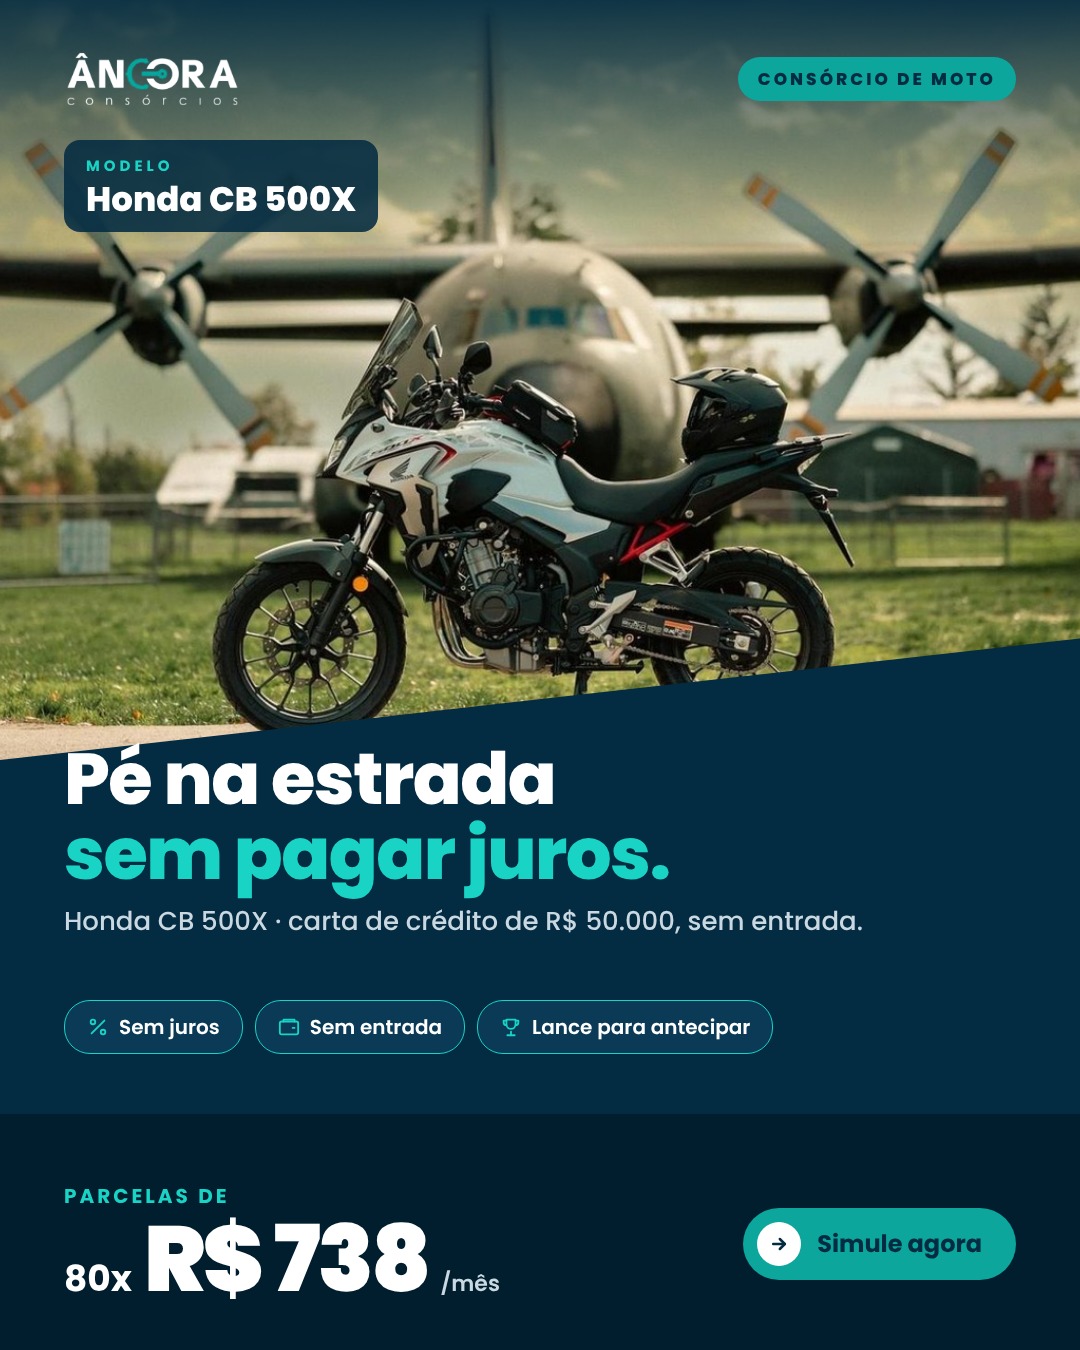 ÂNCORA
consórcios
CONSÓRCIO DE MOTO
MODELO
Honda CB 500X
HONDA
Pé na estrada
sem pagar juros.
Honda CB 500X · carta de crédito de R$ 50.000, sem entrada.
Sem juros
Sem entrada
Lance para antecipar
PARCELAS DE
80x R$ 738 /mês
Simule agora